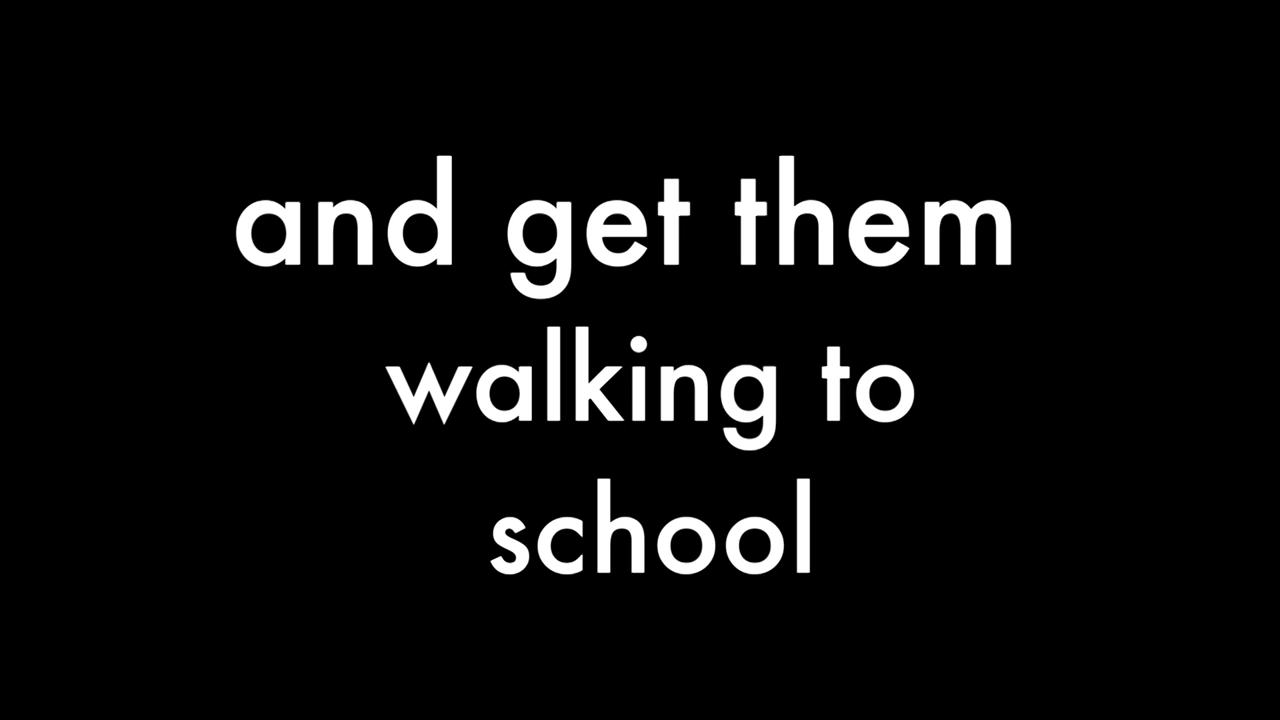 and get them
walking to
school